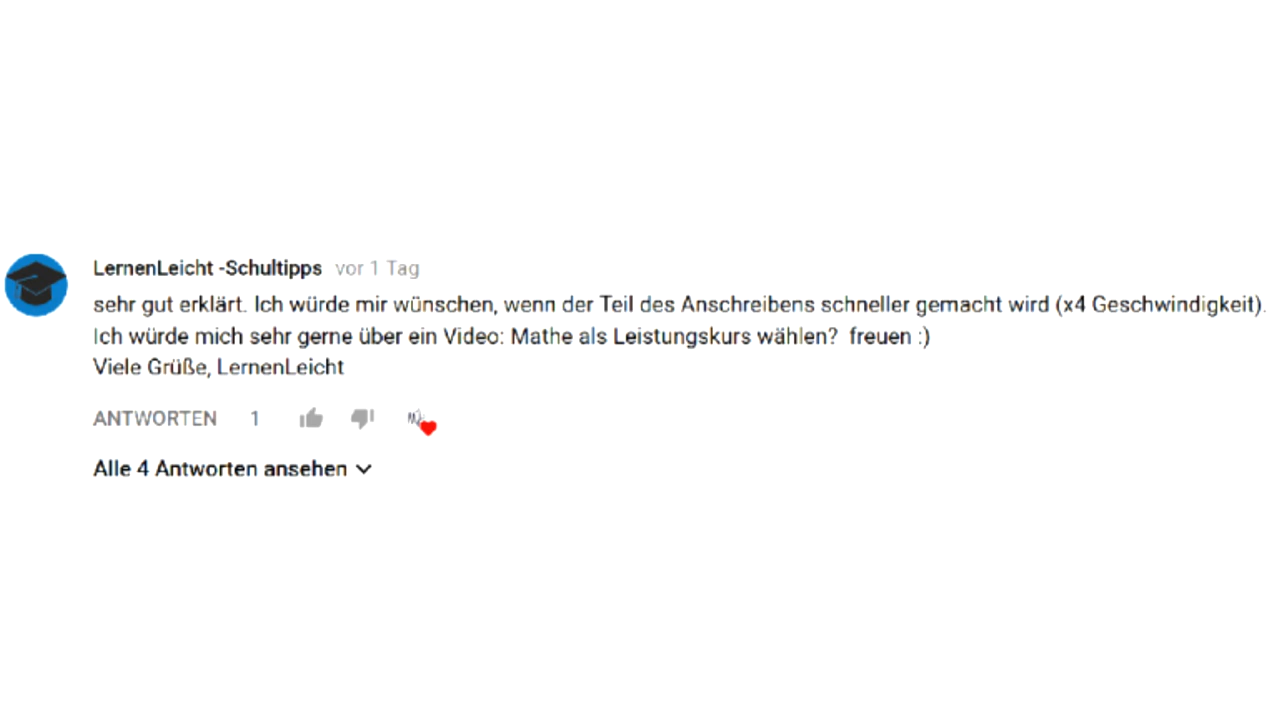 LernenLeicht -Schultipps vor 1 Tag
sehr gut erklärt. Ich würde mir wünschen, wenn der Teil des Anschreibens schneller gemacht wird (x4 Geschwindigkeit).
Ich würde mich sehr gerne über ein Video: Mathe als Leistungskurs wählen?  freuen :)
Viele Grüße, LernenLeicht
ANTWORTEN 1
Alle 4 Antworten ansehen